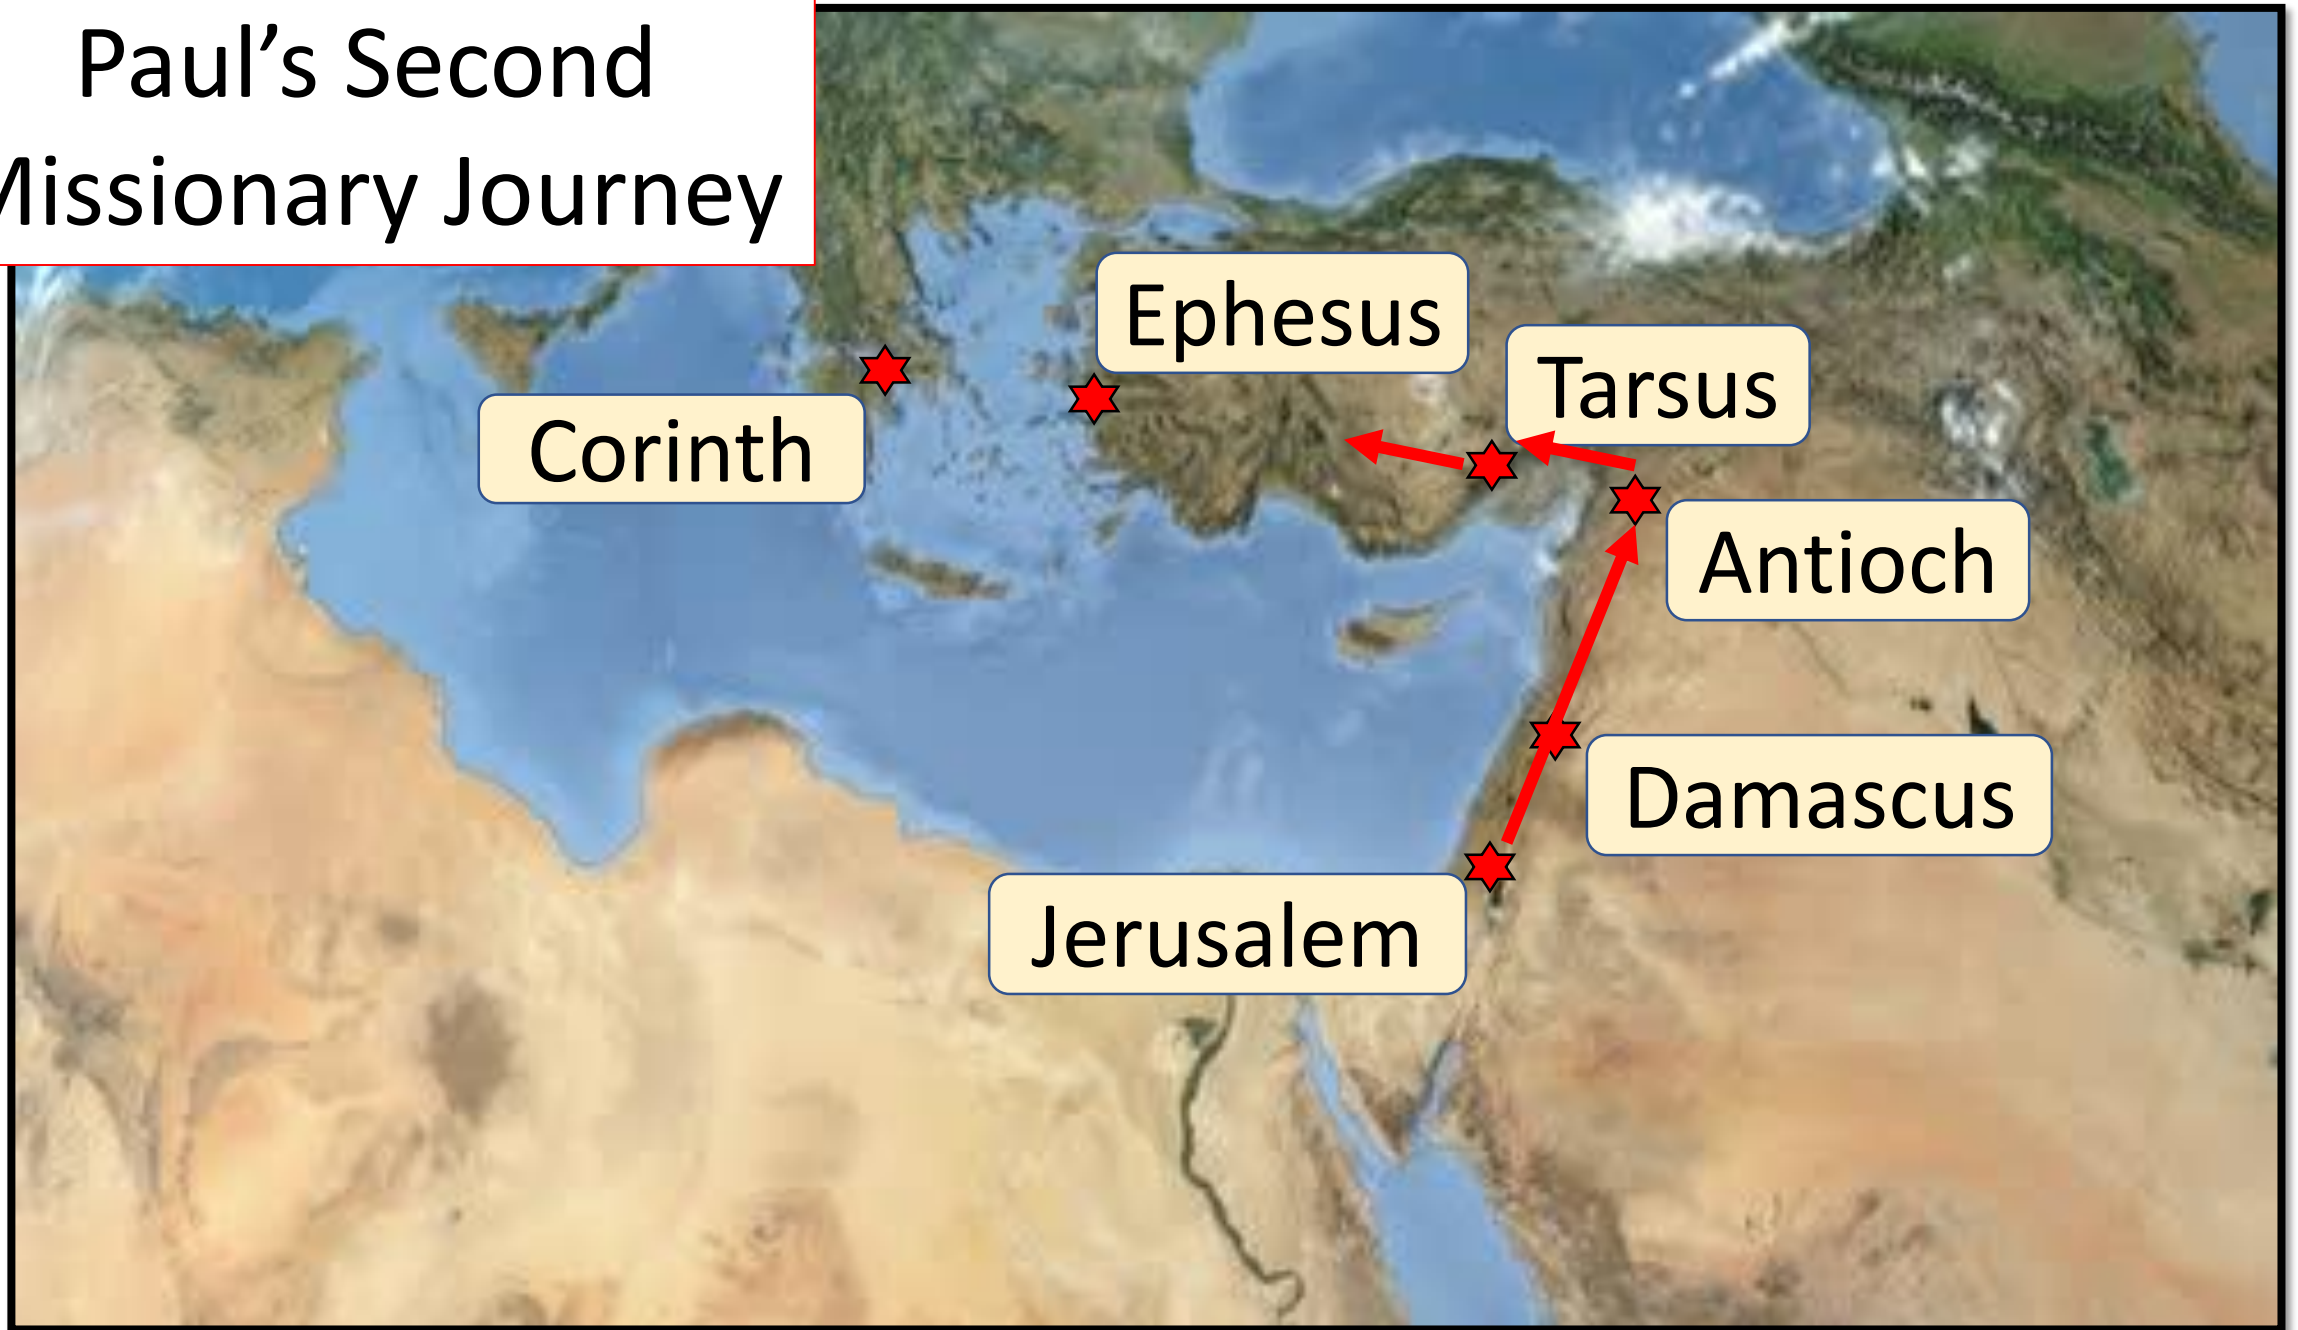 Paul’s Second
Missionary Journey
Ephesus
Tarsus
Corinth
Antioch
Damascus
Jerusalem